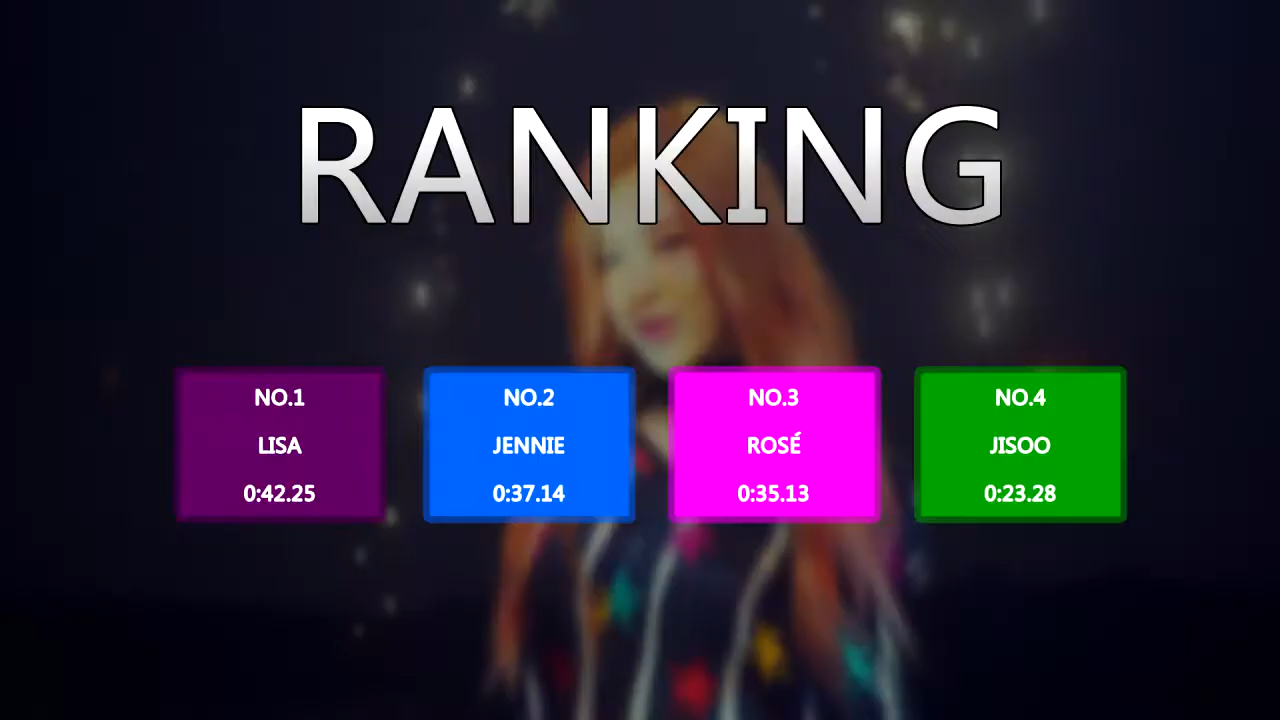 RANKING
NO.1
LISA
0:42.25
NO.2
JENNIE
0:37.14
NO.3
ROSÉ
0:35.13
NO.4
JISOO
0:23.28